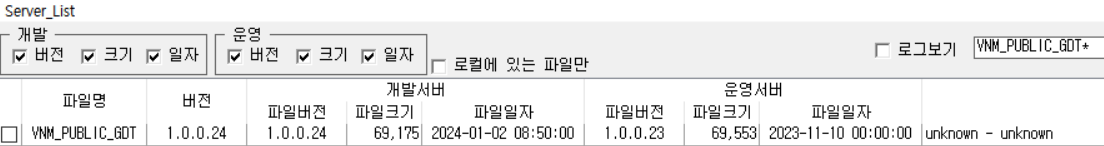 Server_List
개발 운영
버전 크기 일자 버전 크기 일자 로컬에 있는 파일만 로그보기 VNM_PUBLIC_GDT*
파일명 버전 개발서버 운영서버
파일버전 파일크기 파일일자 파일버전 파일크기 파일일자
VNM_PUBLIC_GDT 1.0.0.24 1.0.0.24 69,175 2024-01-02 08:50:00 1.0.0.23 69,553 2023-11-10 00:00:00 unknown - unknown